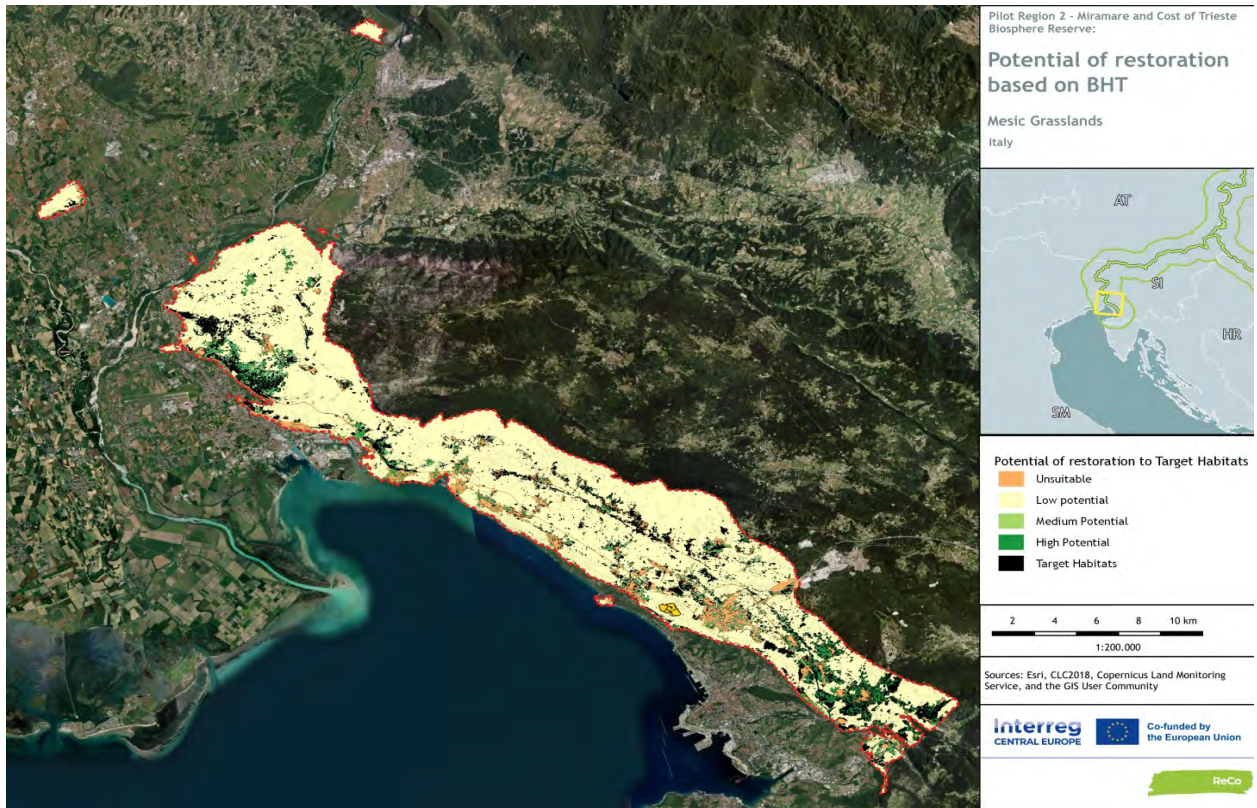 Pilot Region 2 - Miramare and Cost of Trieste
Biosphere Reserve:
Potential of restoration
based on BHT
Mesic Grasslands
Italy
AT
SI
HR
SM
Potential of restoration to Target Habitats
Unsuitable
Low potential
Medium Potential
High Potential
Target Habitats
2 4 6 8 10 km
1:200.000
Sources: Esri, CLC2018, Copernicus Land Monitoring
Service, and the GIS User Community
Interreg
CENTRAL EUROPE
Co-funded by
the European Union
ReCo